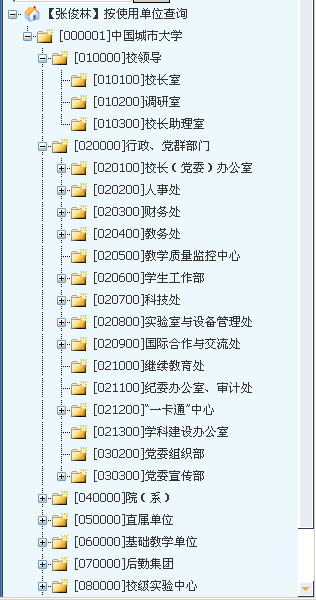 【张俊林】按使用单位查询
[000001]中国城市大学
[010000]校领导
[010100]校长室
[010200]调研室
[010300]校长助理室
[020000]行政、党群部门
[020100]校长（党委）办公室
[020200]人事处
[020300]财务处
[020400]教务处
[020500]教学质量监控中心
[020600]学生工作部
[020700]科技处
[020800]实验室与设备管理处
[020900]国际合作与交流处
[021000]继续教育处
[021100]纪委办公室、审计处
[021200]“一卡通”中心
[021300]学科建设办公室
[030200]党委组织部
[030300]党委宣传部
[040000]院（系）
[050000]直属单位
[060000]基础教学单位
[070000]后勤集团
[080000]校级实验中心